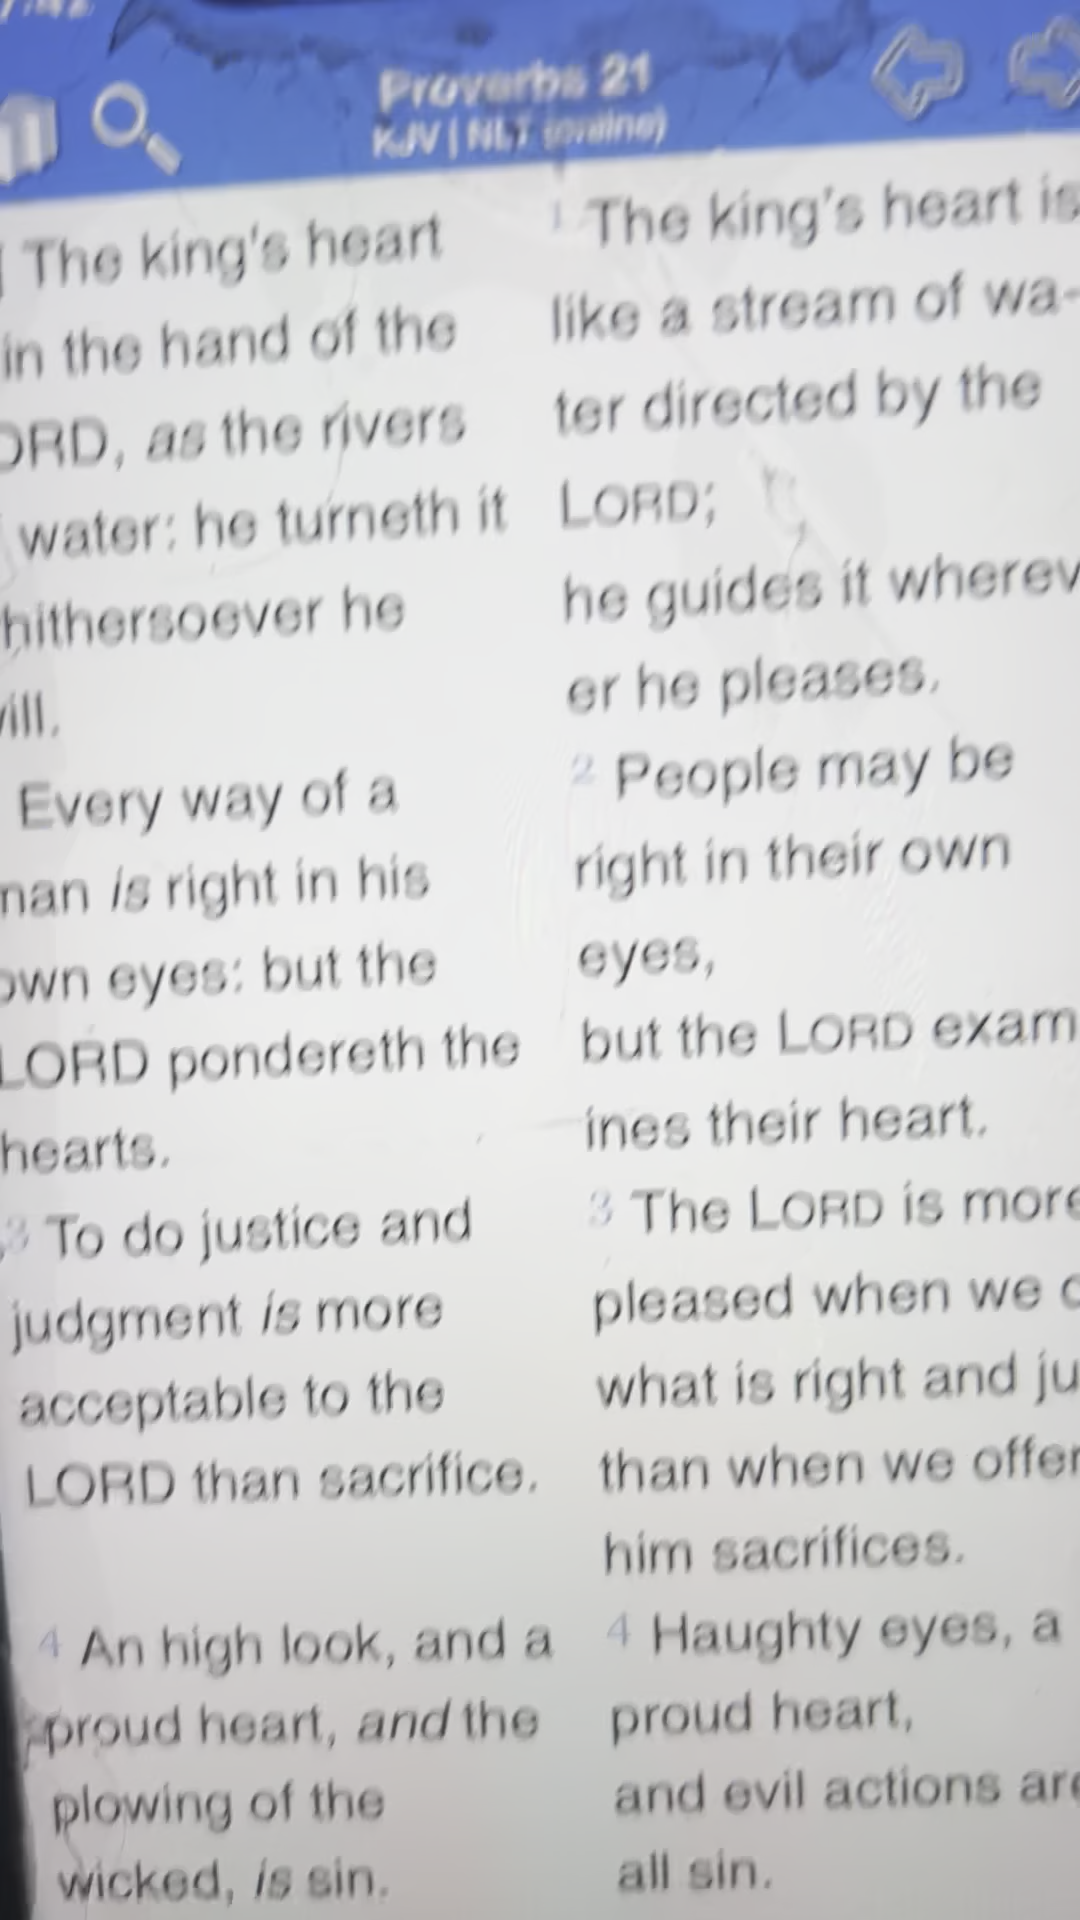 Proverbs 21
KJV | NLT (online)
The king's heart
in the hand of the
ORD, as the rivers
water: he turneth it
hithersoever he
ill.
Every way of a
man is right in his
own eyes: but the
LORD pondereth the
hearts.
3 To do justice and
judgment is more
acceptable to the
LORD than sacrifice.
4 An high look, and a
proud heart, and the
plowing of the
wicked, is sin.
1 The king's heart is
like a stream of wa-
ter directed by the
LORD;
he guides it wherev
er he pleases.
2 People may be
right in their own
eyes,
but the LORD exam
ines their heart.
3 The LORD is more
pleased when we
what is right and ju
than when we offer
him sacrifices.
4 Haughty eyes, a
proud heart,
and evil actions are
all sin.